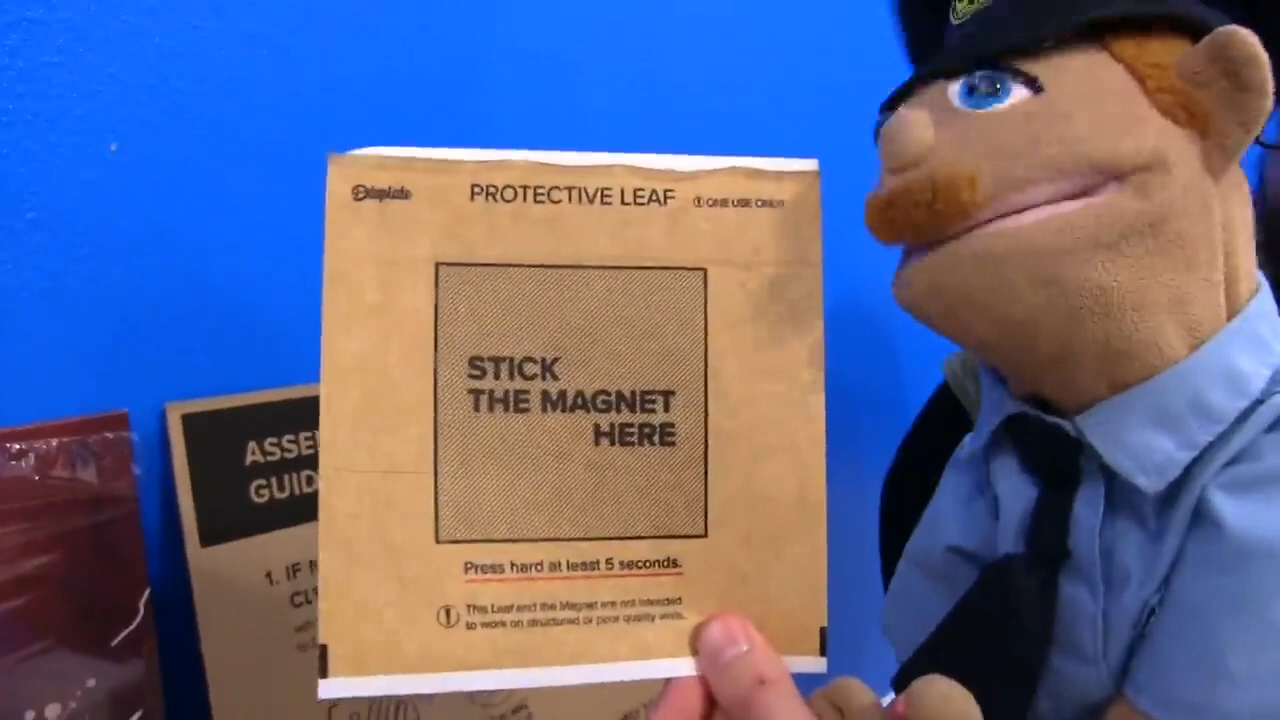 Displate
PROTECTIVE LEAF
ONE USE ONLY!
STICK
THE MAGNET
HERE
Press hard at least 5 seconds.
This Leaf and the Magnet are not intended
to work on structured or poor quality walls.
ASSE
GUID
1. IF